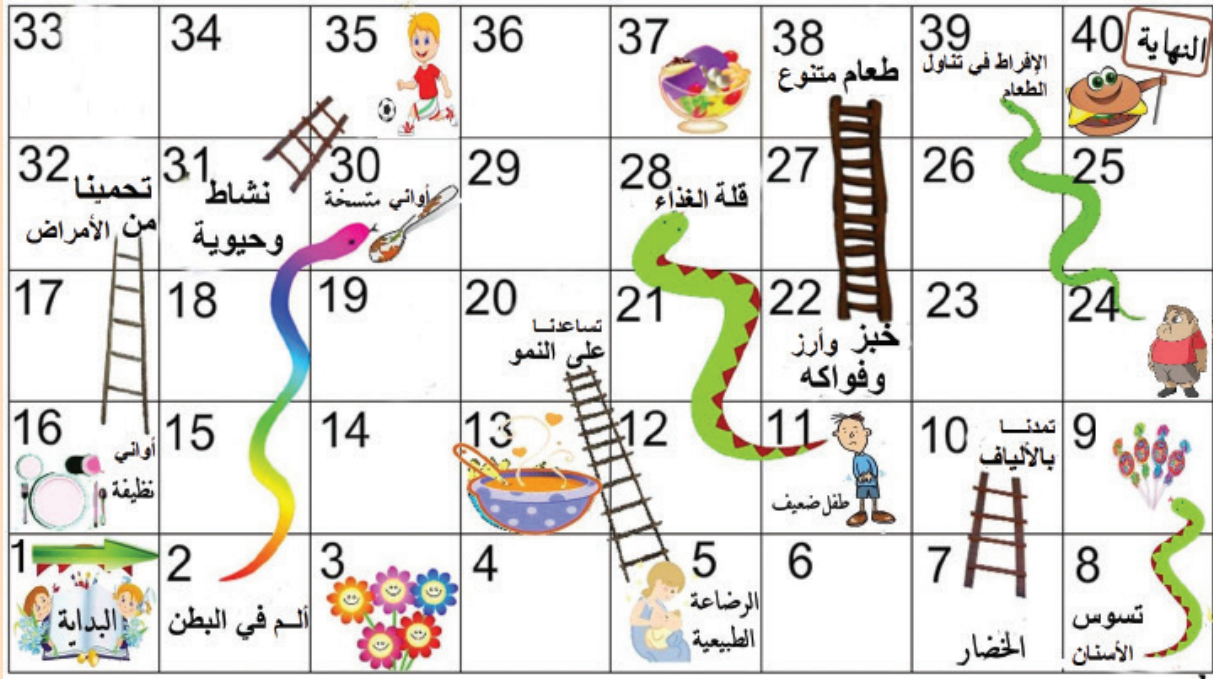 33
34
35
36
37
38
طعام متنوع
39
الإفراط في تناول
الطعام
40
النهاية
32
تحمينا
من الأمراض
31
نشاط
وحيوية
30
أواني متسخة
29
28
قلة الغذاء
27
26
25
17
18
19
20
تساعدنـا
على النمو
21
22
خبز وأرز
وفواكه
23
24
16
أواني
نظيفة
15
14
13
12
11
طفل ضعيف
10
تمدنـــا
بالألياف
9
1
البداية
2
ألـم في البطن
3
4
5
الرضاعة
الطبيعية
6
7
الخضار
8
تسوس
الأسنان